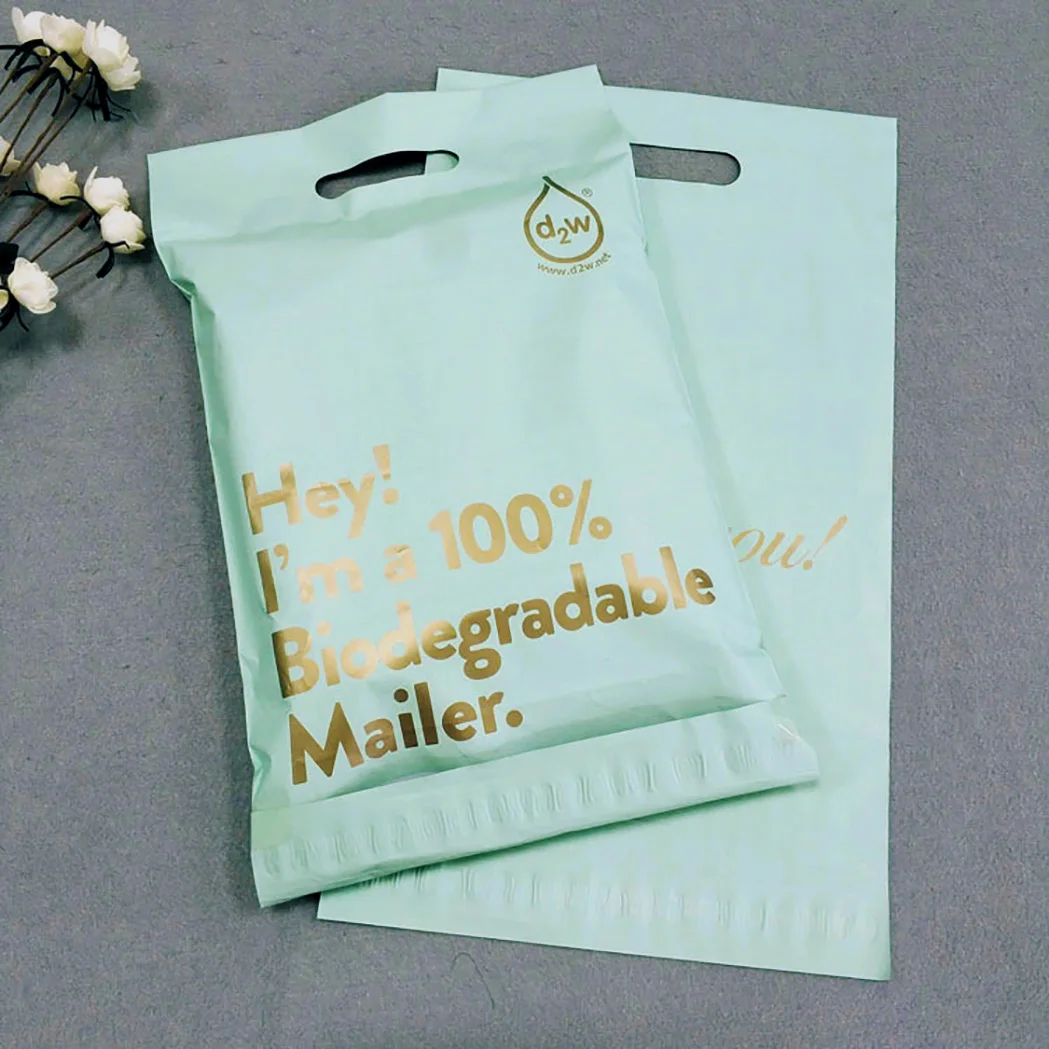 d2w®
www.d2w.net
Hey!
I'm a 100%
Biodegradable
Mailer.
ou!